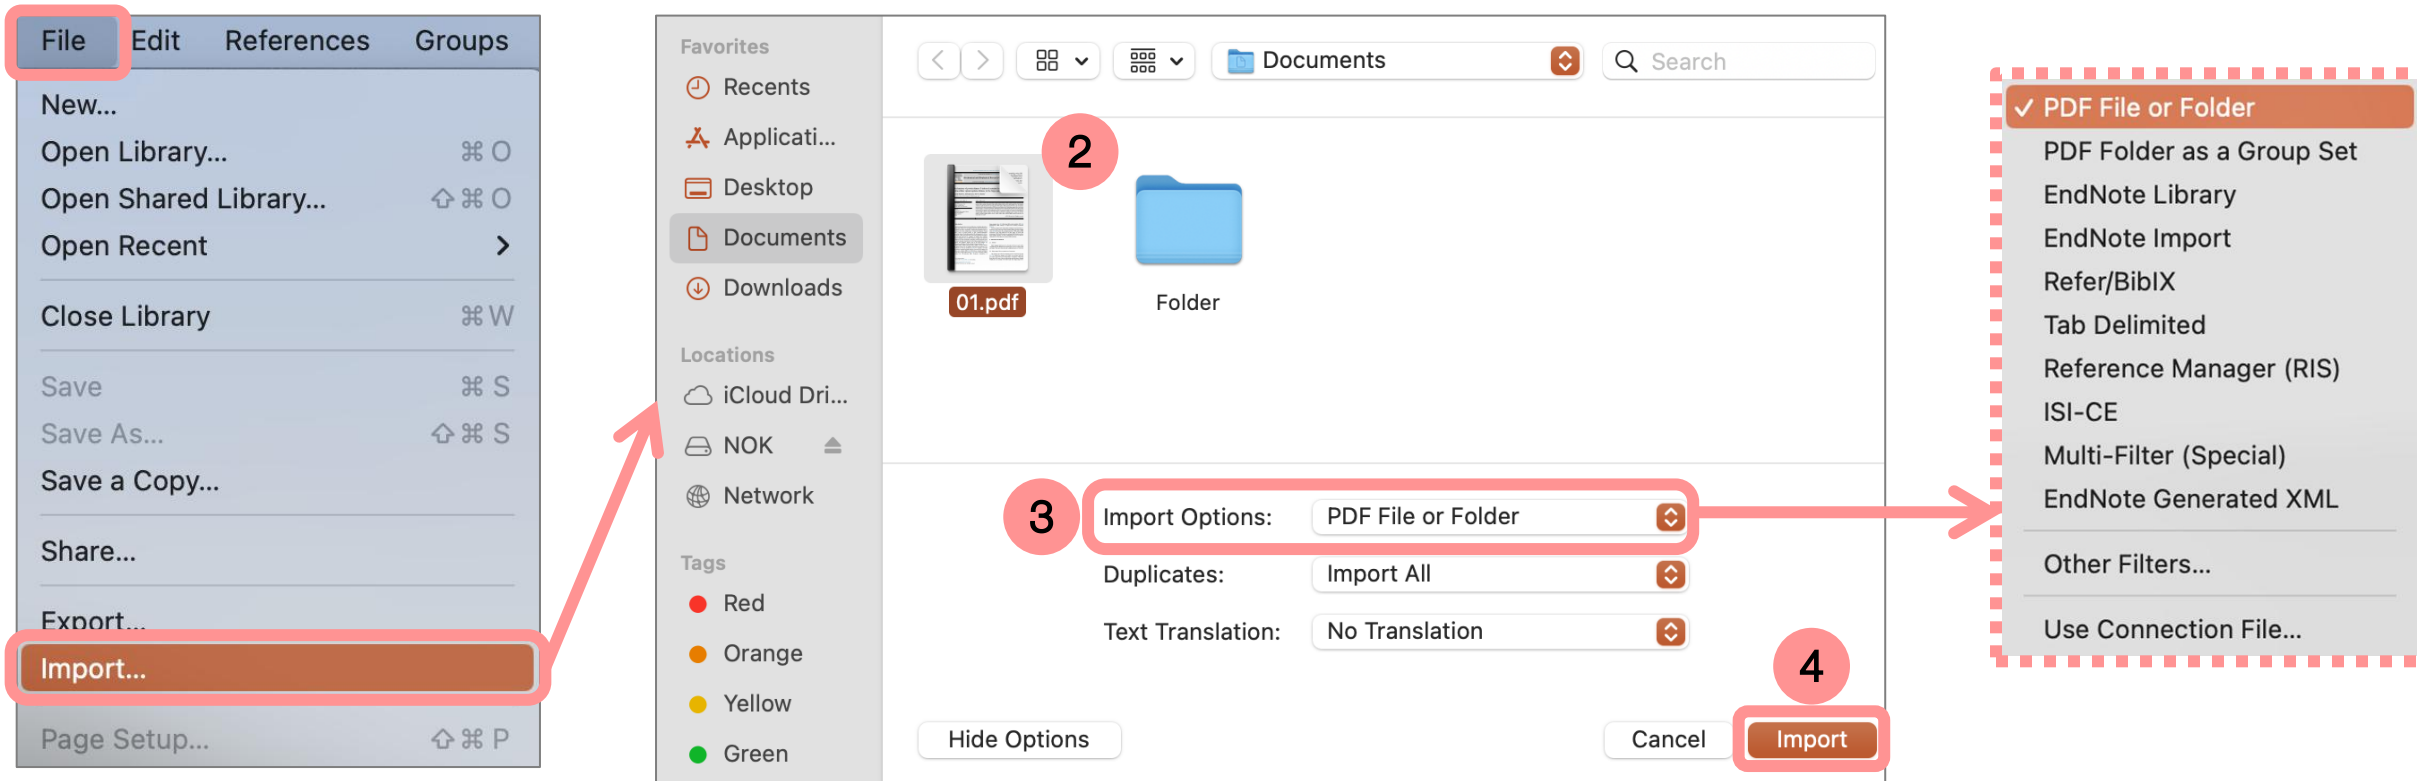 File Edit References Groups
New...
Open Library... ⌘ O
Open Shared Library... ⇧ ⌘ O
Open Recent >
Close Library ⌘ W
Save ⌘ S
Save As... ⇧ ⌘ S
Save a Copy...
Share...
Export...
Import...
Page Setup... ⇧ ⌘ P
Favorites
Recents
Applicati...
Desktop
Documents
Downloads
Locations
iCloud Dri...
NOK
Network
Tags
Red
Orange
Yellow
Green
Documents
Search
2
01.pdf
Folder
3
Import Options: PDF File or Folder
Duplicates: Import All
Text Translation: No Translation
4
Hide Options
Cancel
Import
✓ PDF File or Folder
PDF Folder as a Group Set
EndNote Library
EndNote Import
Refer/BibIX
Tab Delimited
Reference Manager (RIS)
ISI-CE
Multi-Filter (Special)
EndNote Generated XML
Other Filters...
Use Connection File...